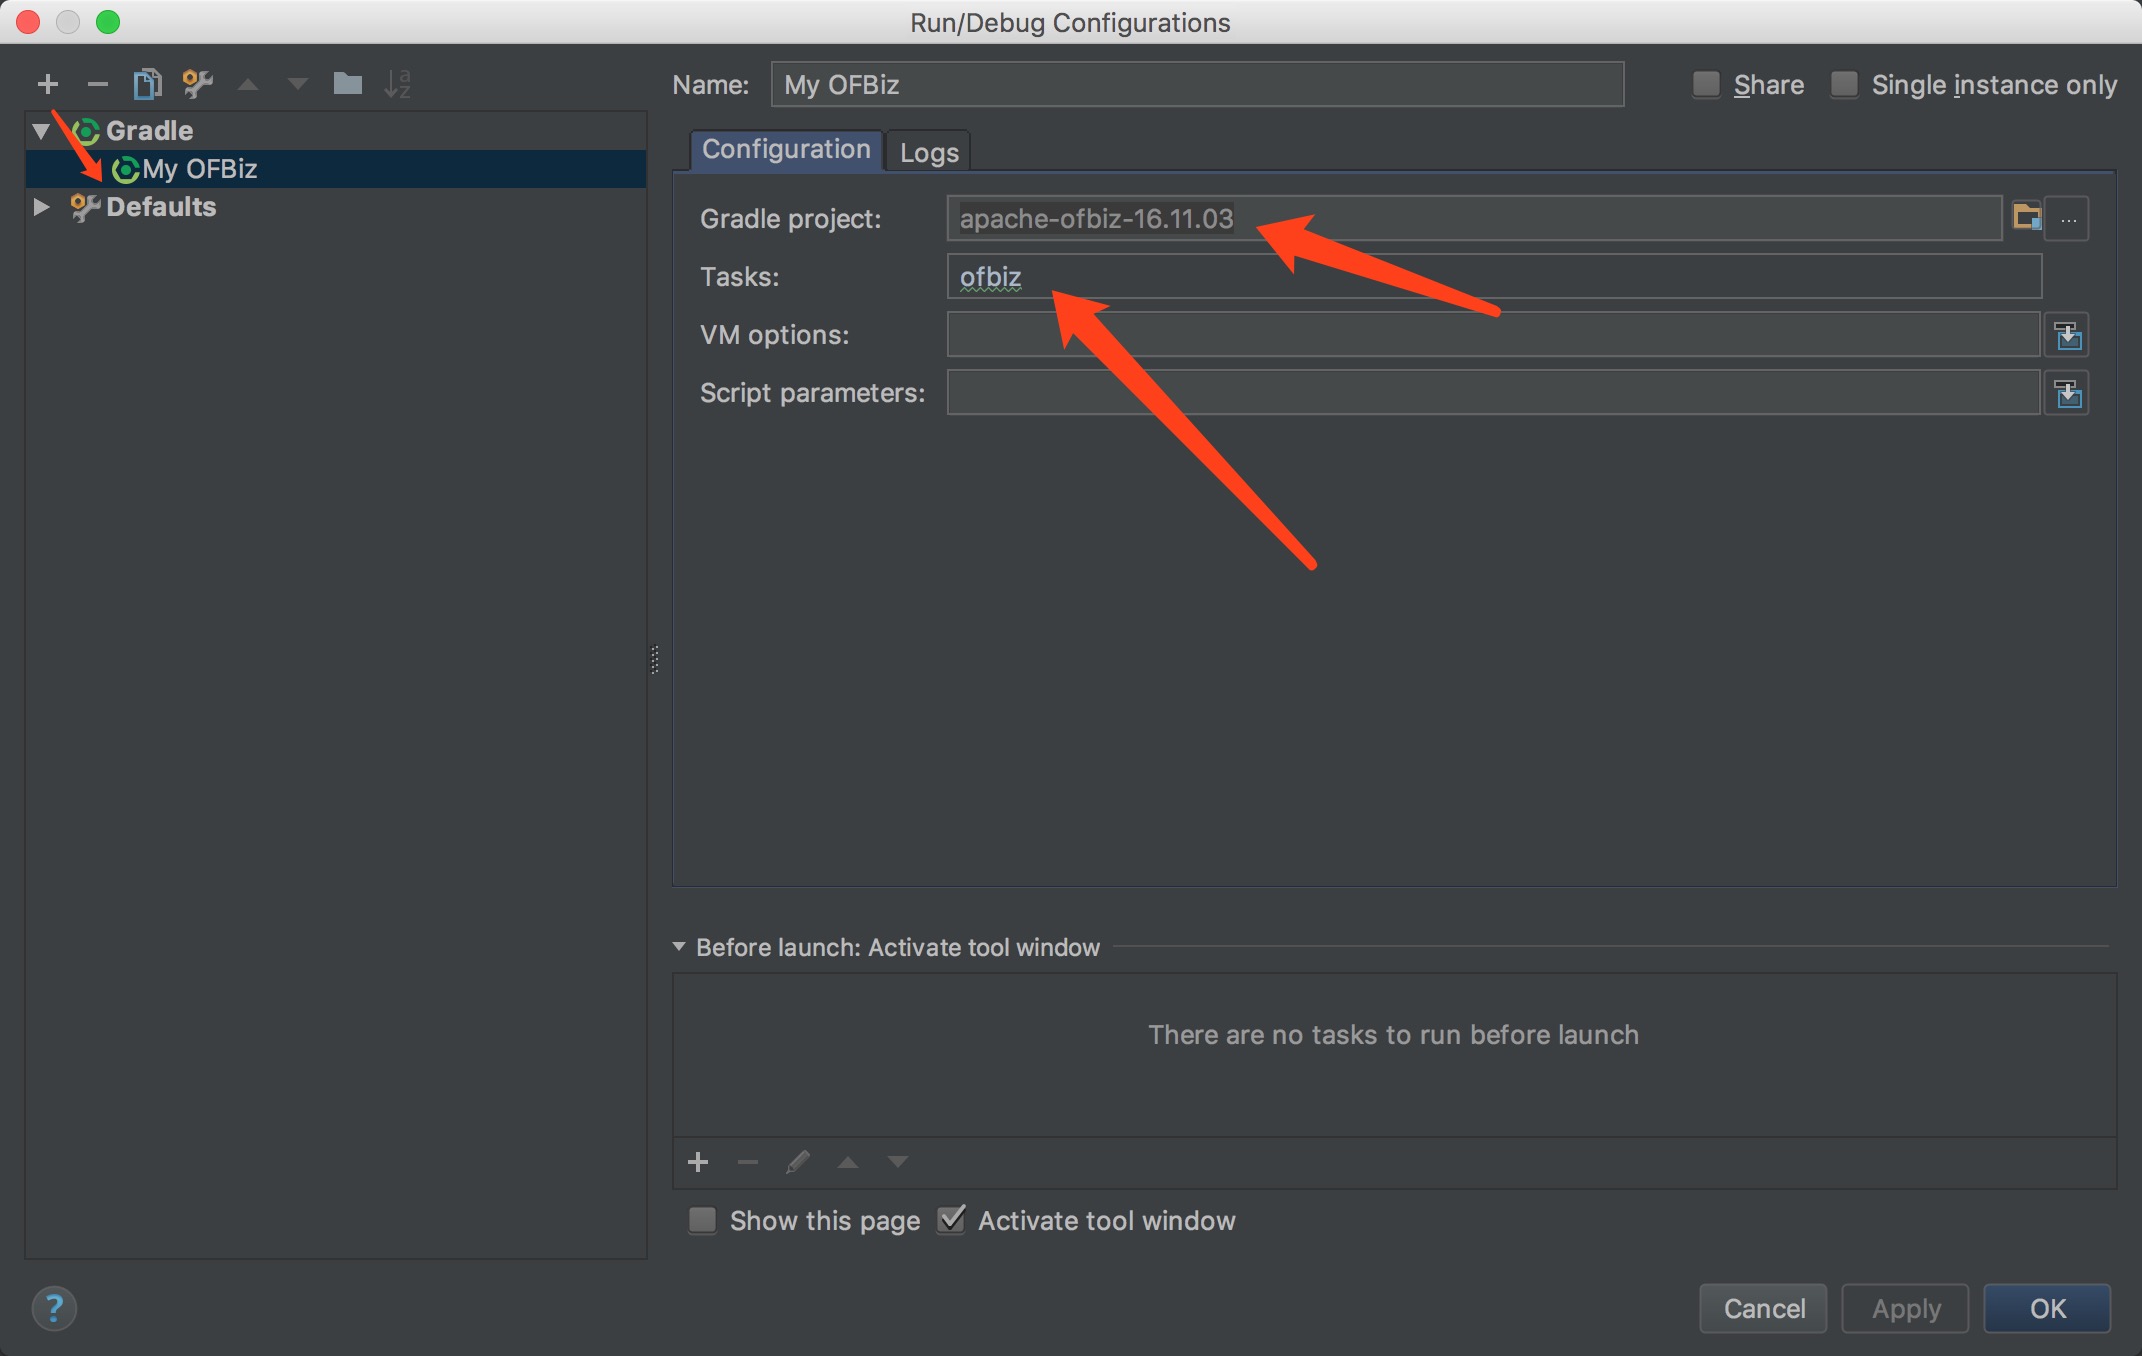 Run/Debug Configurations
Name: My OFBiz Share Single instance only
Gradle
My OFBiz
Defaults
Configuration Logs
Gradle project: apache-ofbiz-16.11.03 ...
Tasks: ofbiz
VM options:
Script parameters:
Before launch: Activate tool window
There are no tasks to run before launch
Show this page Activate tool window
? Cancel Apply OK